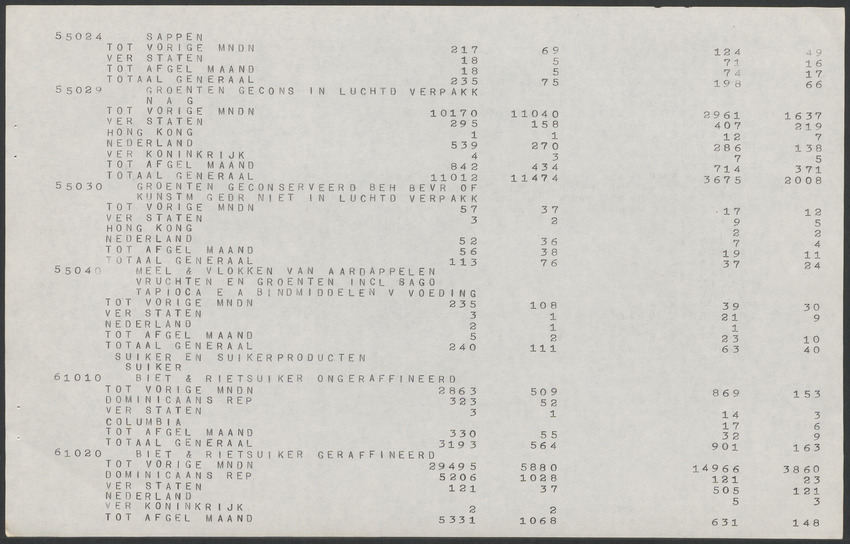 55024 SAPPEN
TOT VORIGE MNDN 217 69 124 49
VER STATEN 18 5 71 16
TOT AFGEL MAAND 18 5 74 17
TOTAAL GENERAAL 235 75 198 66
55029 GROENTEN GECONS IN LUCHTD VERPAKK
N A G
TOT VORIGE MNDN 10170 11040 2961 1637
VER STATEN 295 158 407 219
HONG KONG 1 1 12 7
NEDERLAND 539 270 286 138
VER KONINKRIJK 4 3 7 5
TOT AFGEL MAAND 842 434 714 371
TOTAAL GENERAAL 11012 11474 3675 2008
55030 GROENTEN GECONSERVEERD BEH BEVR OF
KUNSTM GEDR NIET IN LUCHTD VERPAKK
TOT VORIGE MNDN 57 37 17 12
VER STATEN 3 2 9 5
HONG KONG 2 2
NEDERLAND 52 36 7 4
TOT AFGEL MAAND 56 38 19 11
TOTAAL GENERAAL 113 76 37 24
55040 MEEL & VLOKKEN VAN AARDAPPELEN
VRUCHTEN EN GROENTEN INCL SAGO
TAPIOCA E A BINDMIDDELEN V VOEDING
TOT VORIGE MNDN 235 108 39 30
VER STATEN 3 1 21 9
NEDERLAND 2 1 1
TOT AFGEL MAAND 5 2 23 10
TOTAAL GENERAAL 240 111 63 40
SUIKER EN SUIKERPRODUCTEN
SUIKER
61010 BIET & RIETSUIKER ONGERAFFINEERD
TOT VORIGE MNDN 2863 509 869 153
DOMINICAANS REP 323 52
VER STATEN 3 1 14 3
COLUMBIA 17 6
TOT AFGEL MAAND 330 55 32 9
TOTAAL GENERAAL 3193 564 901 163
61020 BIET & RIETSUIKER GERAFFINEERD
TOT VORIGE MNDN 29495 5880 14966 3860
DOMINICAANS REP 5206 1028 121 23
VER STATEN 121 37 505 121
NEDERLAND 5 3
VER KONINKRIJK 2 2
TOT AFGEL MAAND 5331 1068 631 148